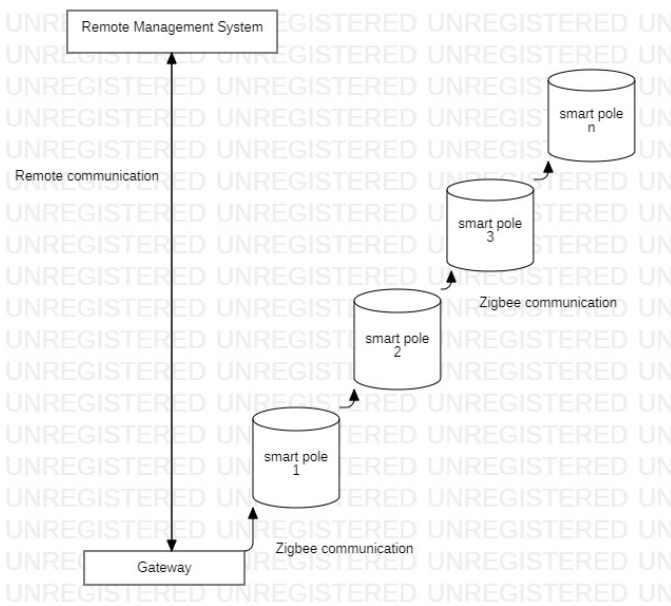 Remote Management System
smart pole
n
Remote communication
smart pole
3
Zigbee communication
smart pole
2
smart pole
1
Zigbee communication
Gateway
UNREGISTERED